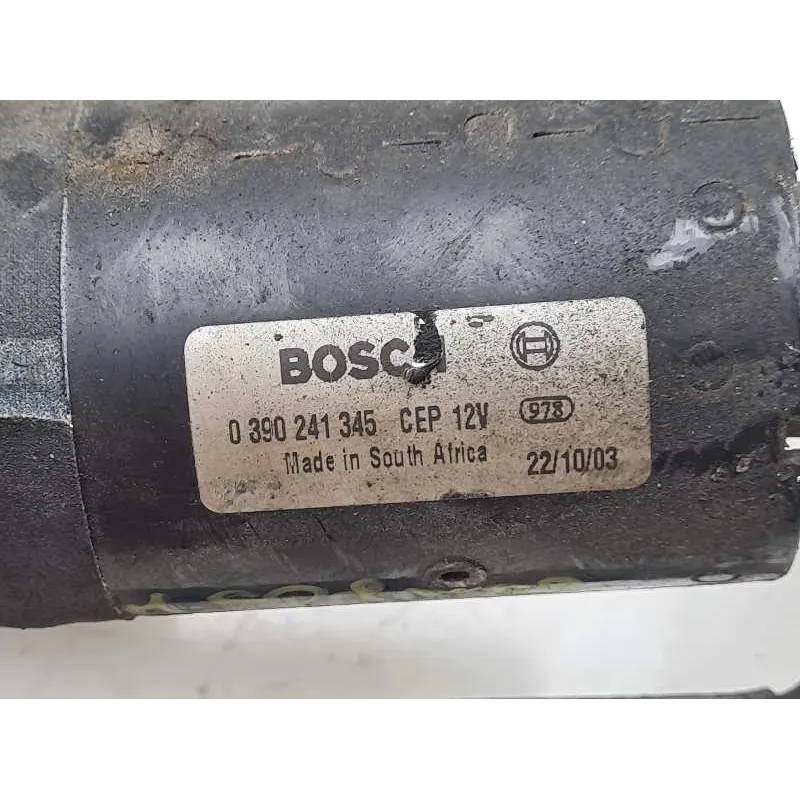 BOSCH
0 390 241 345 CEP 12V 978
Made in South Africa 22/10/03